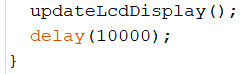 updateLcdDisplay();
delay(10000);
}